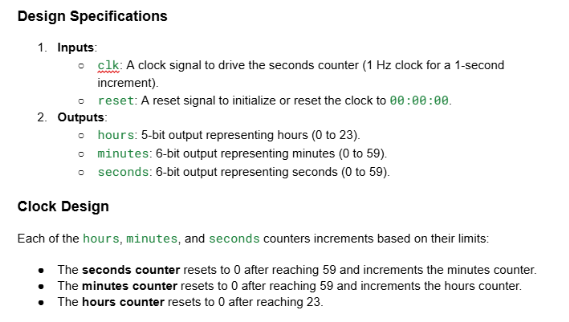 Design Specifications
1. Inputs:
○ clk: A clock signal to drive the seconds counter (1 Hz clock for a 1-second
increment).
○ reset: A reset signal to initialize or reset the clock to 00:00:00.
2. Outputs:
○ hours: 5-bit output representing hours (0 to 23).
○ minutes: 6-bit output representing minutes (0 to 59).
○ seconds: 6-bit output representing seconds (0 to 59).
Clock Design
Each of the hours, minutes, and seconds counters increments based on their limits:
● The seconds counter resets to 0 after reaching 59 and increments the minutes counter.
● The minutes counter resets to 0 after reaching 59 and increments the hours counter.
● The hours counter resets to 0 after reaching 23.